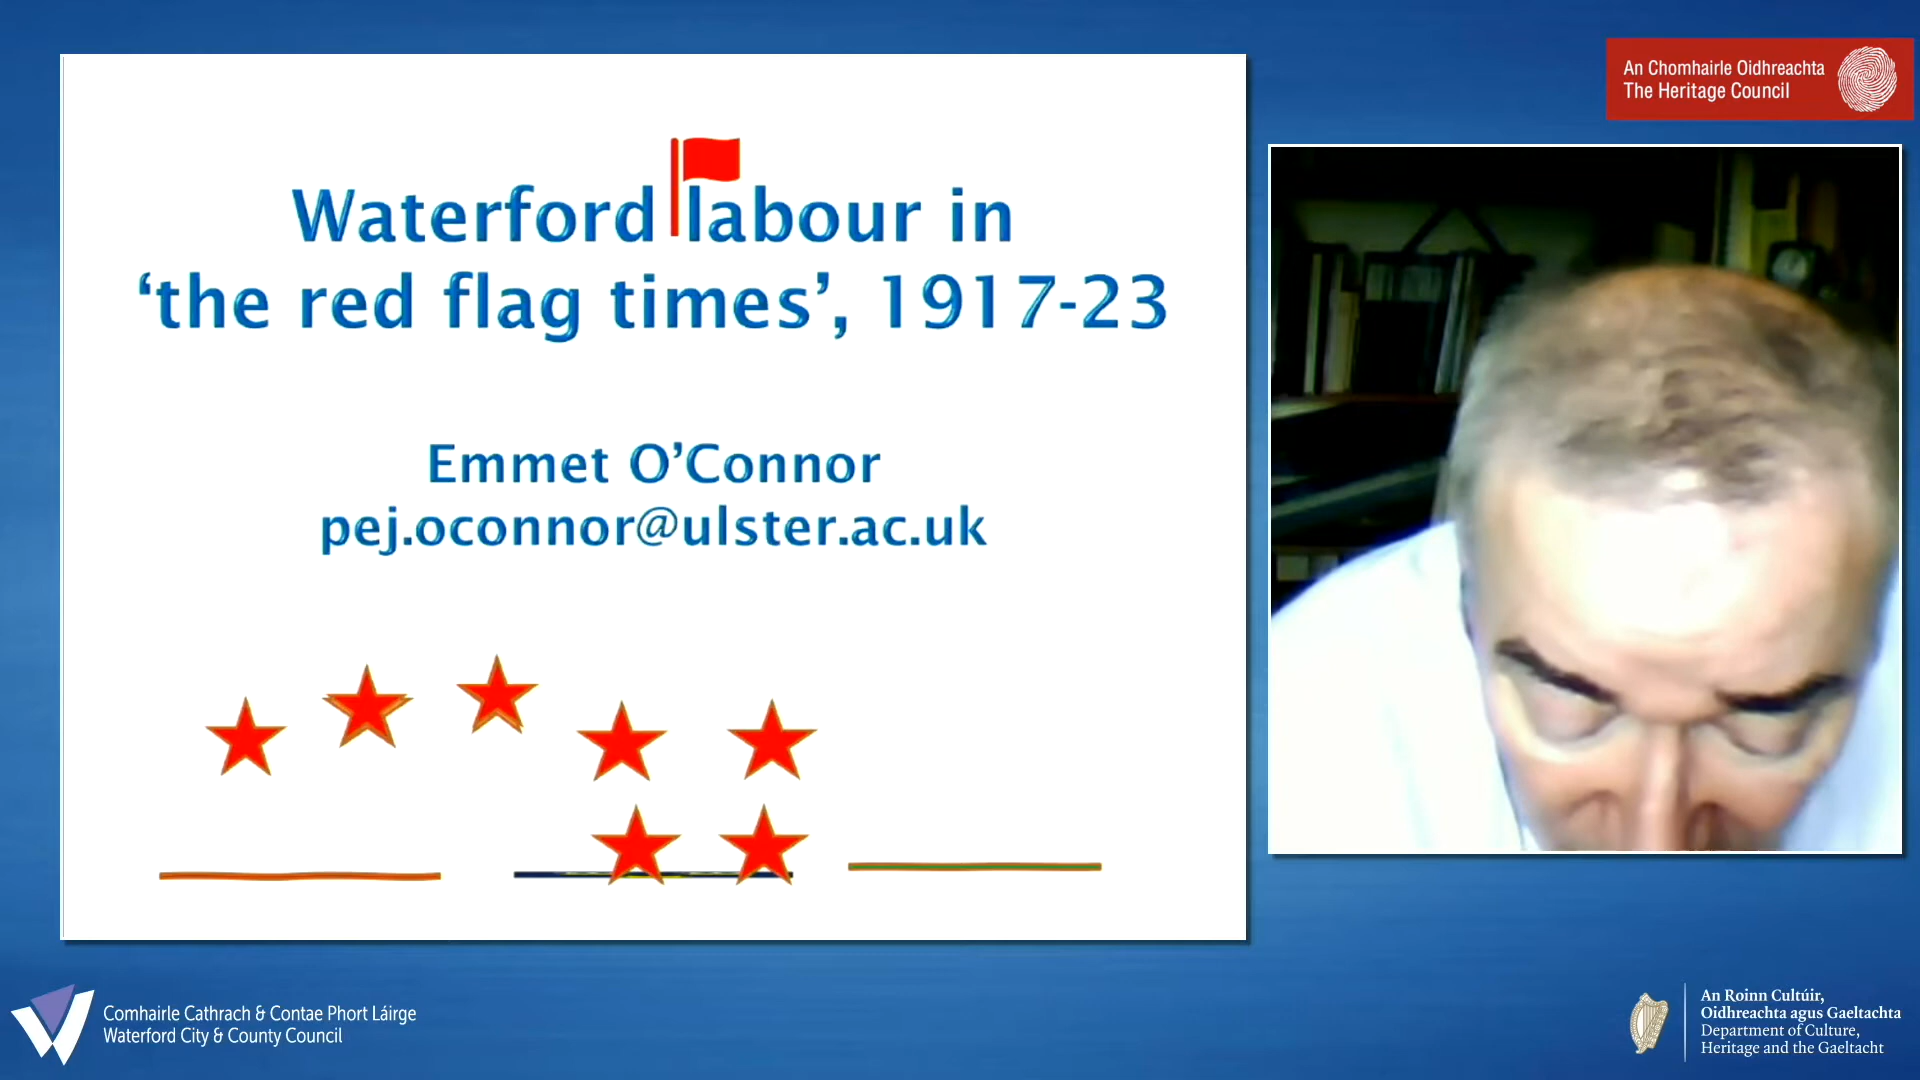 Waterford labour in
‘the red flag times’, 1917-23
Emmet O’Connor
pej.oconnor@ulster.ac.uk
An Chomhairle Oidhreachta
The Heritage Council
Comhairle Cathrach & Contae Phort Láirge
Waterford City & County Council
An Roinn Cultúir,
Oidhreachta agus Gaeltachta
Department of Culture,
Heritage and the Gaeltacht